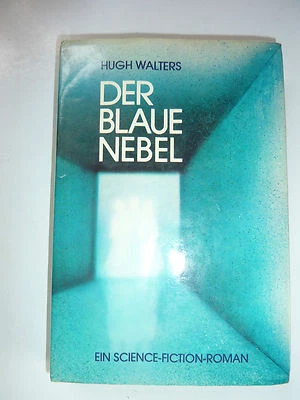 HUGH WALTERS
DER
BLAUE
NEBEL
EIN SCIENCE-FICTION-ROMAN